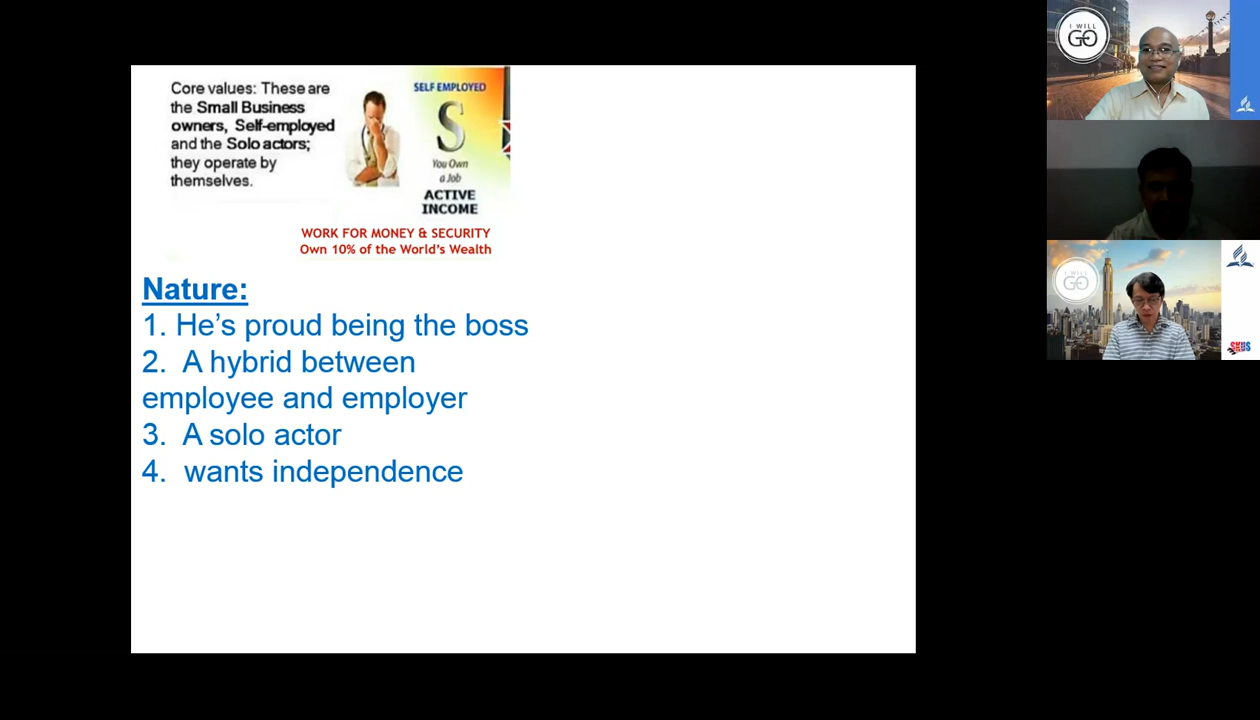 Core values: These are
the Small Business
owners, Self-employed
and the Solo actors;
they operate by
themselves.
SELF EMPLOYED
S
You Own
a Job
ACTIVE
INCOME
WORK FOR MONEY & SECURITY
Own 10% of the World's Wealth
Nature:
1. He's proud being the boss
2. A hybrid between
employee and employer
3. A solo actor
4. wants independence
I WILL
GO
I WILL
GO